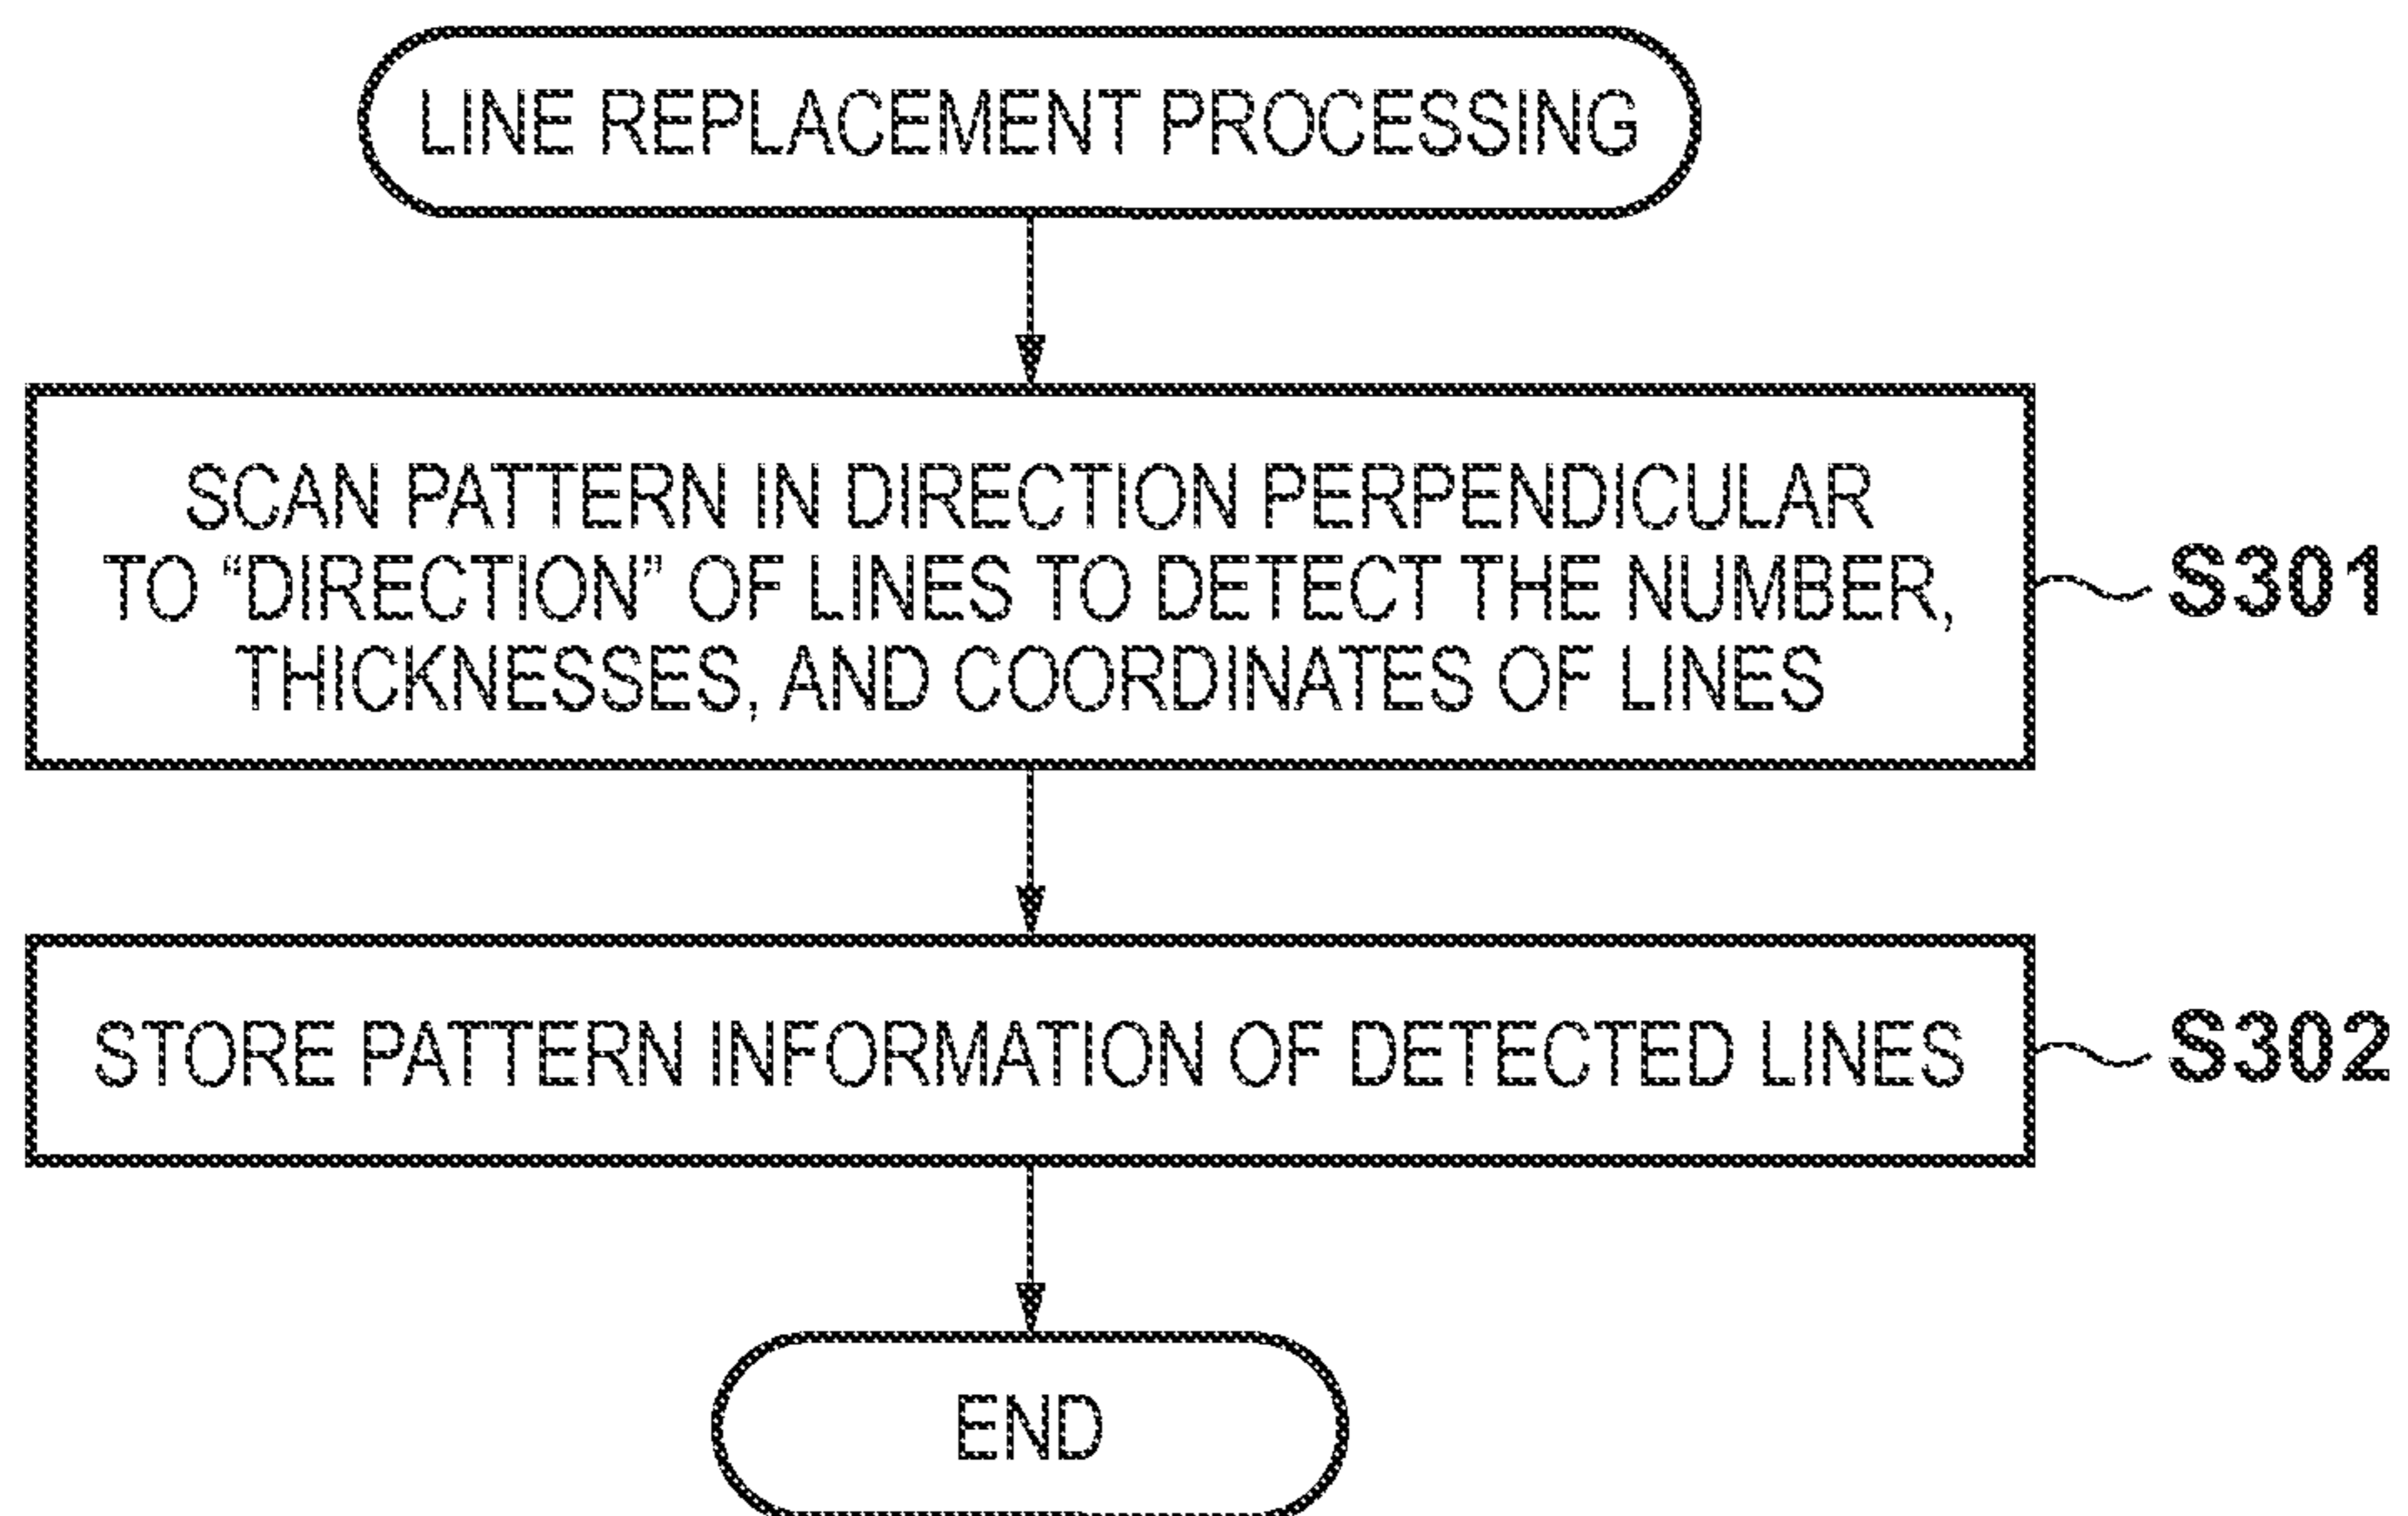 LINE REPLACEMENT PROCESSING
SCAN PATTERN IN DIRECTION PERPENDICULAR
TO “DIRECTION” OF LINES TO DETECT THE NUMBER,
THICKNESSES, AND COORDINATES OF LINES
S301
STORE PATTERN INFORMATION OF DETECTED LINES
S302
END